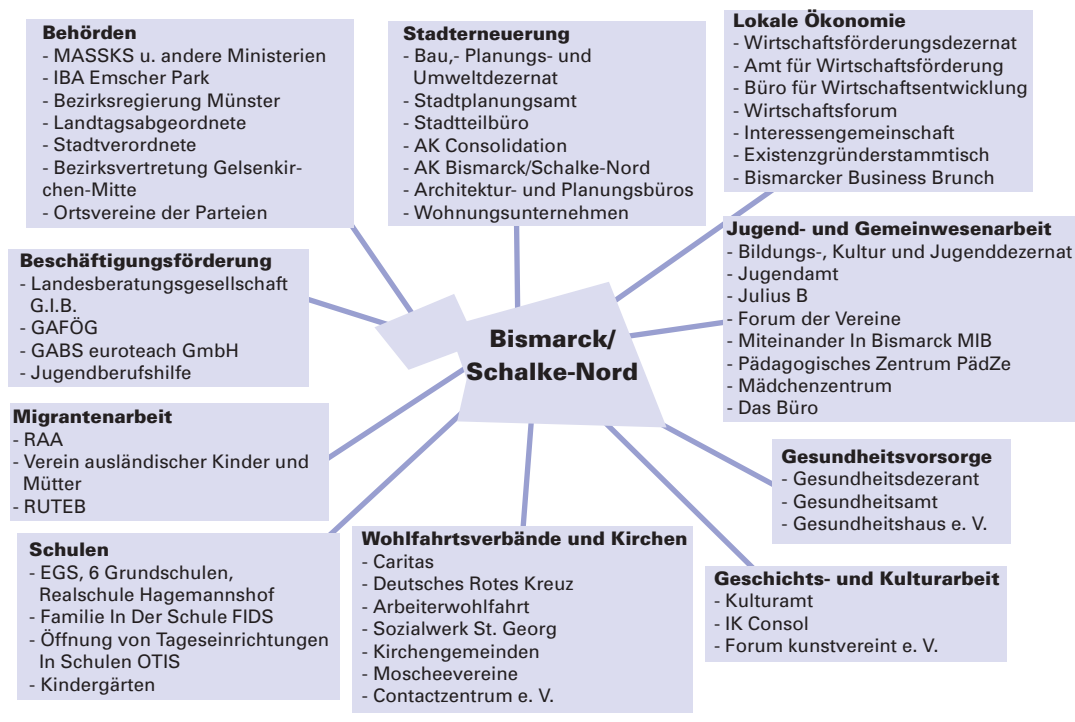 Behörden
- MASSKS u. andere Ministerien
- IBA Emscher Park
- Bezirksregierung Münster
- Landtagsabgeordnete
- Stadtverordnete
- Bezirksvertretung Gelsenkir-
chen-Mitte
- Ortsvereine der Parteien
Stadterneuerung
- Bau,- Planungs- und
Umweltdezernat
- Stadtplanungsamt
- Stadtteilbüro
- AK Consolidation
- AK Bismarck/Schalke-Nord
- Architektur- und Planungsbüros
- Wohnungsunternehmen
Lokale Ökonomie
- Wirtschaftsförderungsdezernat
- Amt für Wirtschaftsförderung
- Büro für Wirtschaftsentwicklung
- Wirtschaftsforum
- Interessengemeinschaft
- Existenzgründerstammtisch
- Bismarcker Business Brunch
Beschäftigungsförderung
- Landesberatungsgesellschaft
G.I.B.
- GAFÖG
- GABS euroteach GmbH
- Jugendberufshilfe
Bismarck/
Schalke-Nord
Jugend- und Gemeinwesenarbeit
- Bildungs-, Kultur und Jugenddezernat
- Jugendamt
- Julius B
- Forum der Vereine
- Miteinander In Bismarck MIB
- Pädagogisches Zentrum PädZe
- Mädchenzentrum
- Das Büro
Migrantenarbeit
- RAA
- Verein ausländischer Kinder und
Mütter
- RUTEB
Gesundheitsvorsorge
- Gesundheitsdezerant
- Gesundheitsamt
- Gesundheitshaus e. V.
Schulen
- EGS, 6 Grundschulen,
Realschule Hagemannshof
- Familie In Der Schule FIDS
- Öffnung von Tageseinrichtungen
In Schulen OTIS
- Kindergärten
Wohlfahrtsverbände und Kirchen
- Caritas
- Deutsches Rotes Kreuz
- Arbeiterwohlfahrt
- Sozialwerk St. Georg
- Kirchengemeinden
- Moscheevereine
- Contactzentrum e. V.
Geschichts- und Kulturarbeit
- Kulturamt
- IK Consol
- Forum kunstvereint e. V.